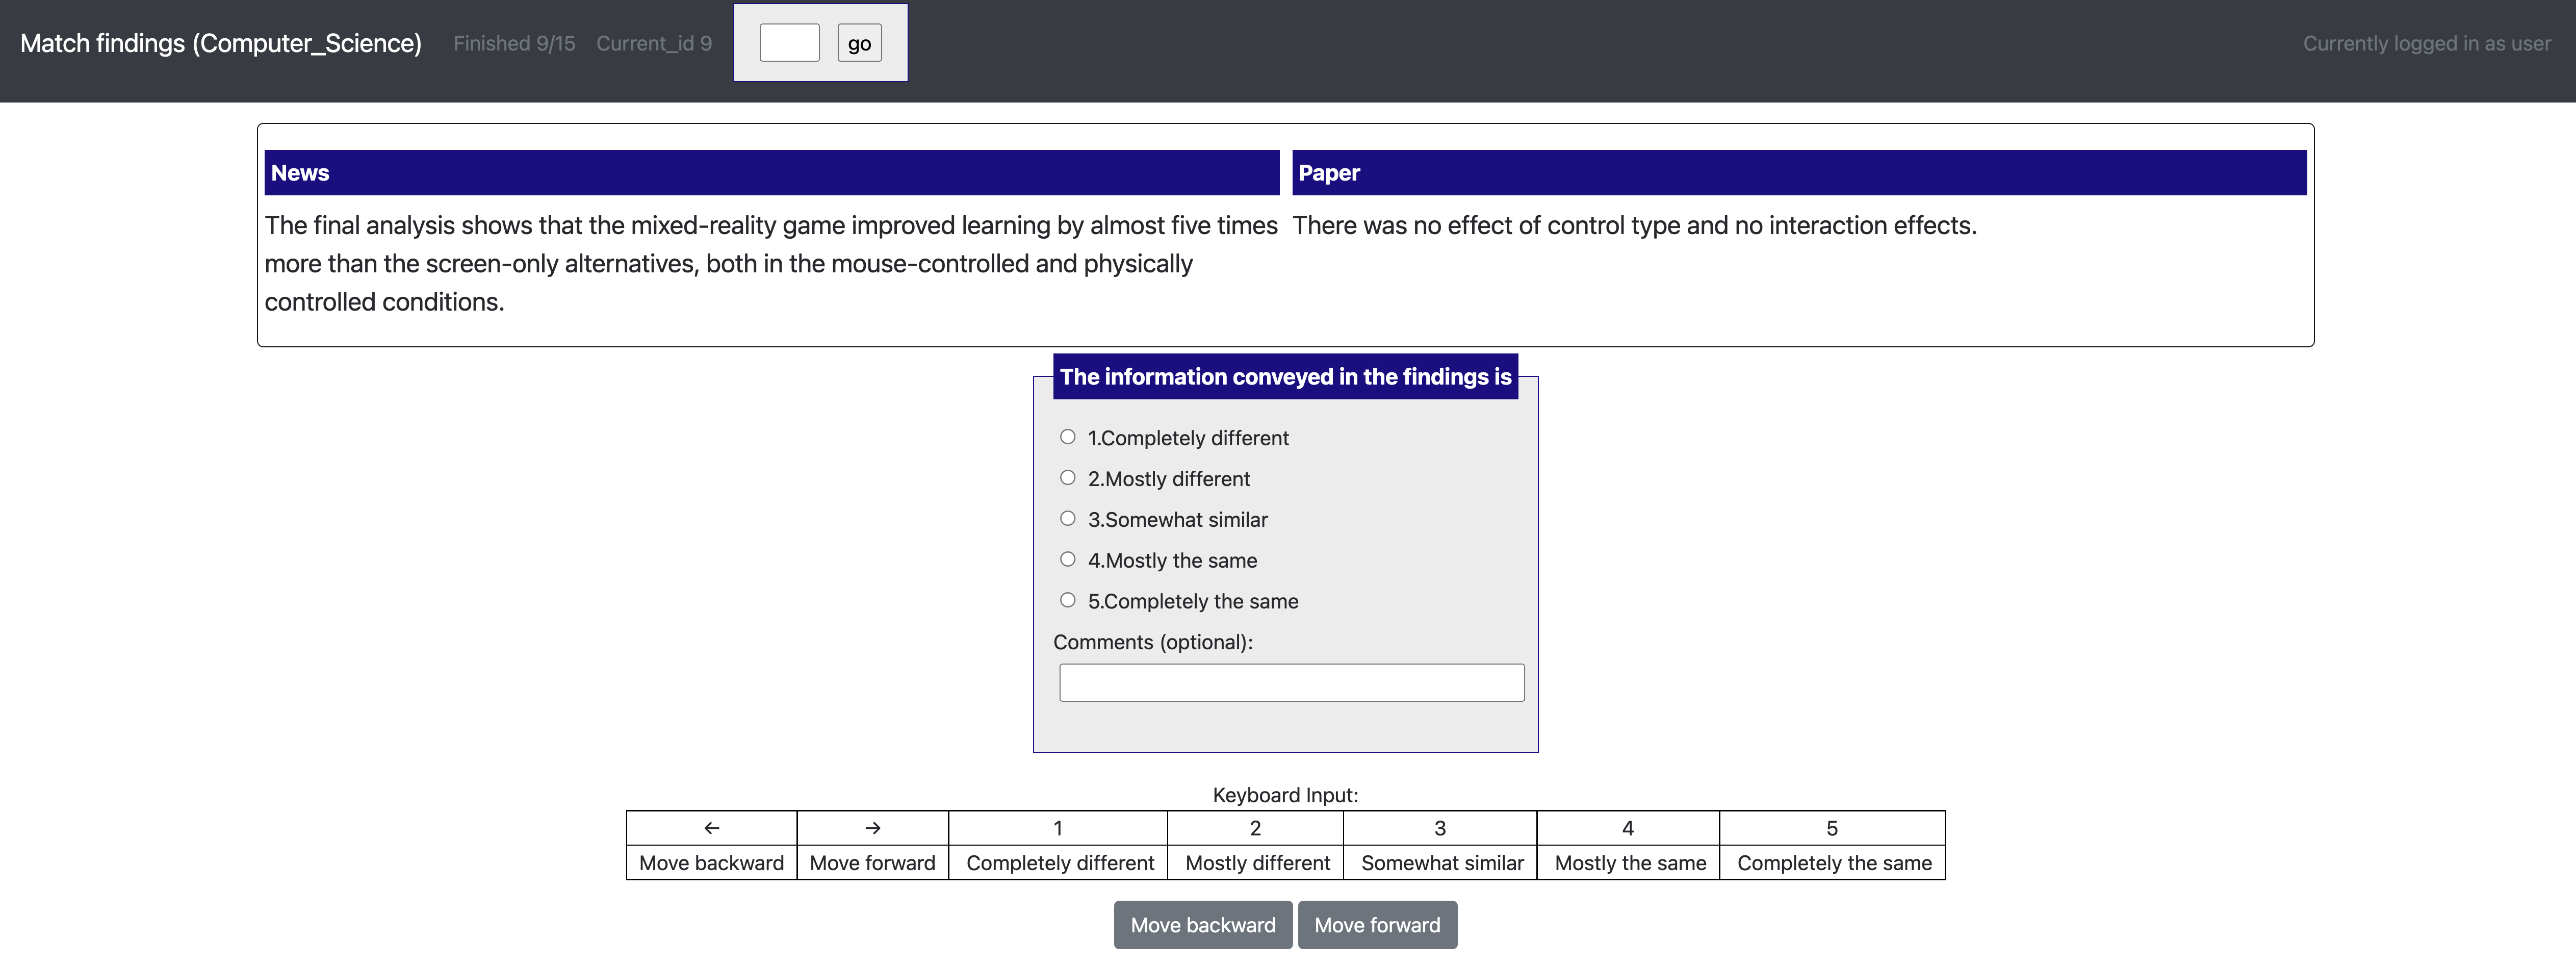 Match findings (Computer_Science) Finished 9/15 Current_id 9 go Currently logged in as user
News
The final analysis shows that the mixed-reality game improved learning by almost five times
more than the screen-only alternatives, both in the mouse-controlled and physically
controlled conditions.
Paper
There was no effect of control type and no interaction effects.
The information conveyed in the findings is
1.Completely different
2.Mostly different
3.Somewhat similar
4.Mostly the same
5.Completely the same
Comments (optional):
Keyboard Input:
← → 1 2 3 4 5
Move backward Move forward Completely different Mostly different Somewhat similar Mostly the same Completely the same
Move backward Move forward